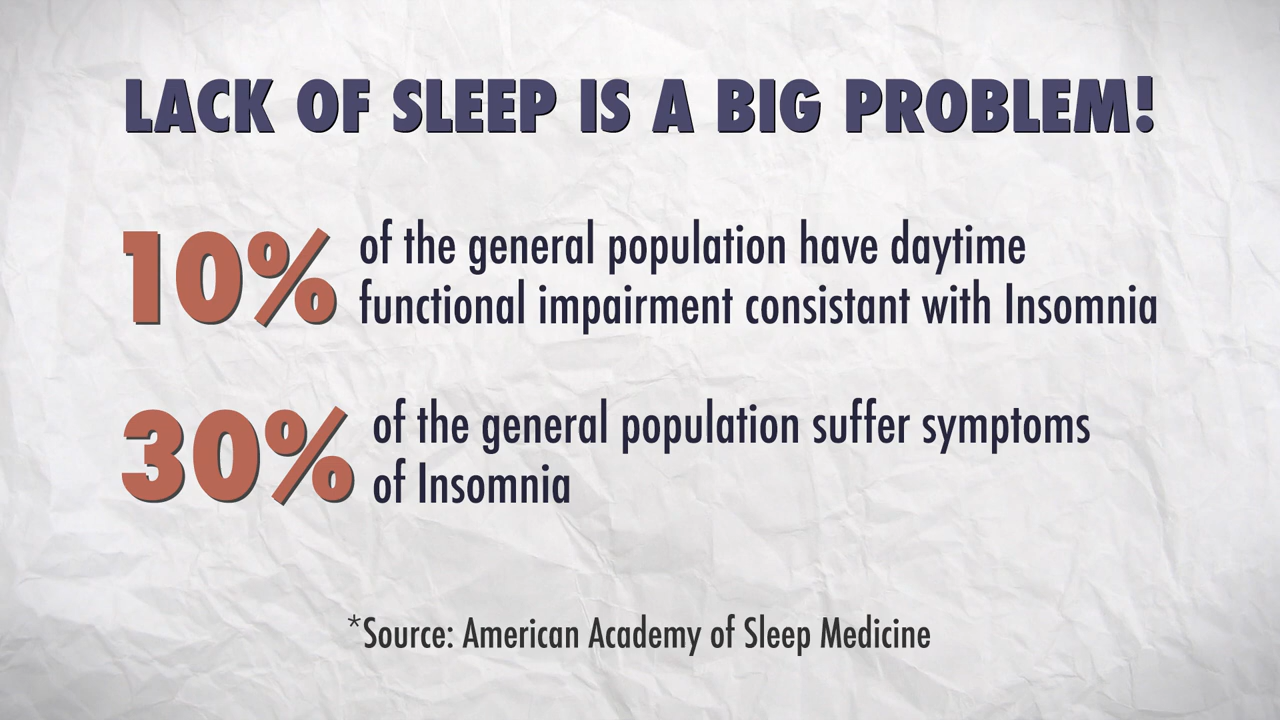 LACK OF SLEEP IS A BIG PROBLEM!
10% of the general population have daytime
functional impairment consistant with Insomnia
30% of the general population suffer symptoms
of Insomnia
*Source: American Academy of Sleep Medicine